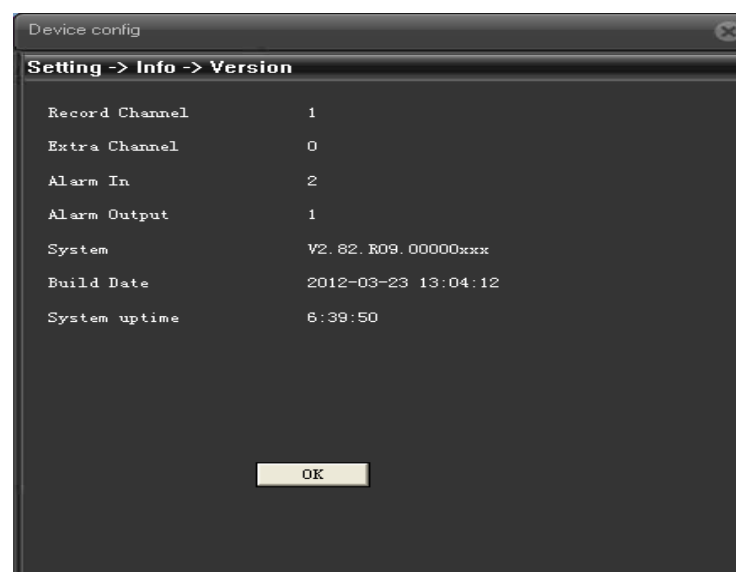 Device config
Setting -> Info -> Version
Record Channel 1
Extra Channel 0
Alarm In 2
Alarm Output 1
System V2.82.R09.00000xxx
Build Date 2012-03-23 13:04:12
System uptime 6:39:50
OK